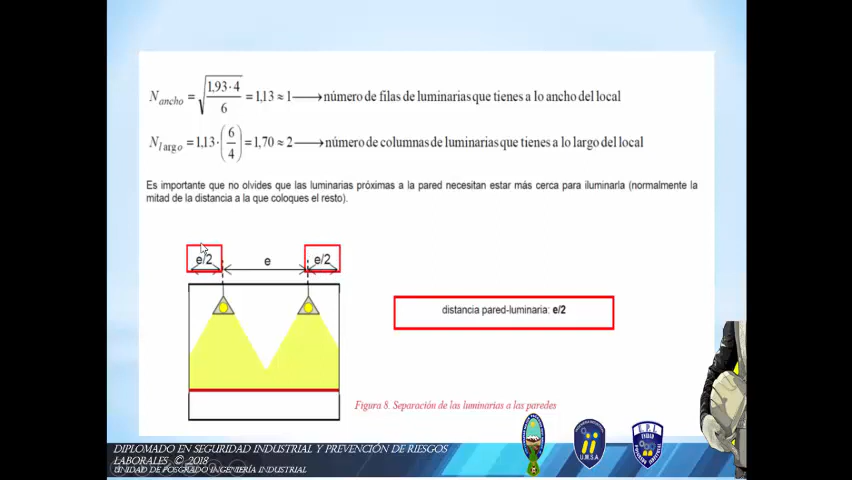 N ancho = √(1,93·4 / 6) = 1,13 ≈ 1 ⟶ número de filas de luminarias que tienes a lo ancho del local
N largo = 1,13·(6/4) = 1,70 ≈ 2 ⟶ número de columnas de luminarias que tienes a lo largo del local
Es importante que no olvides que las luminarias próximas a la pared necesitan estar más cerca para iluminarla (normalmente la
mitad de la distancia a la que coloques el resto).
e/2 e e/2
distancia pared-luminaria: e/2
Figura 8. Separación de las luminarias a las paredes
DIPLOMADO EN SEGURIDAD INDUSTRIAL Y PREVENCIÓN DE RIESGOS
LABORALES © 2018
UNIDAD DE POSGRADO INGENIERÍA INDUSTRIAL
U.M.S.A.